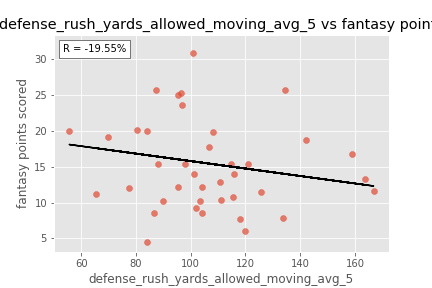 defense_rush_yards_allowed_moving_avg_5 vs fantasy poin
R = -19.55%
30
25
20
15
10
5
fantasy points scored
60 80 100 120 140 160
defense_rush_yards_allowed_moving_avg_5